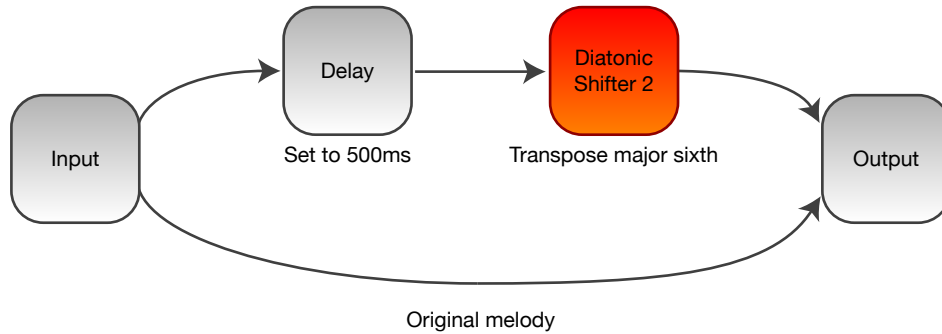 Input
Delay
Set to 500ms
Diatonic
Shifter 2
Transpose major sixth
Output
Original melody